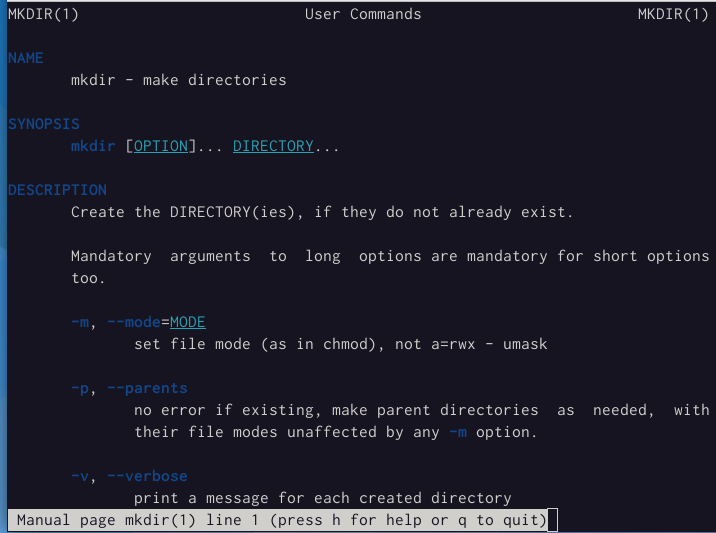 MKDIR(1) User Commands MKDIR(1)
NAME
mkdir - make directories
SYNOPSIS
mkdir [OPTION]... DIRECTORY...
DESCRIPTION
Create the DIRECTORY(ies), if they do not already exist.
Mandatory arguments to long options are mandatory for short options
too.
-m, --mode=MODE
set file mode (as in chmod), not a=rwx - umask
-p, --parents
no error if existing, make parent directories as needed, with
their file modes unaffected by any -m option.
-v, --verbose
print a message for each created directory
Manual page mkdir(1) line 1 (press h for help or q to quit)